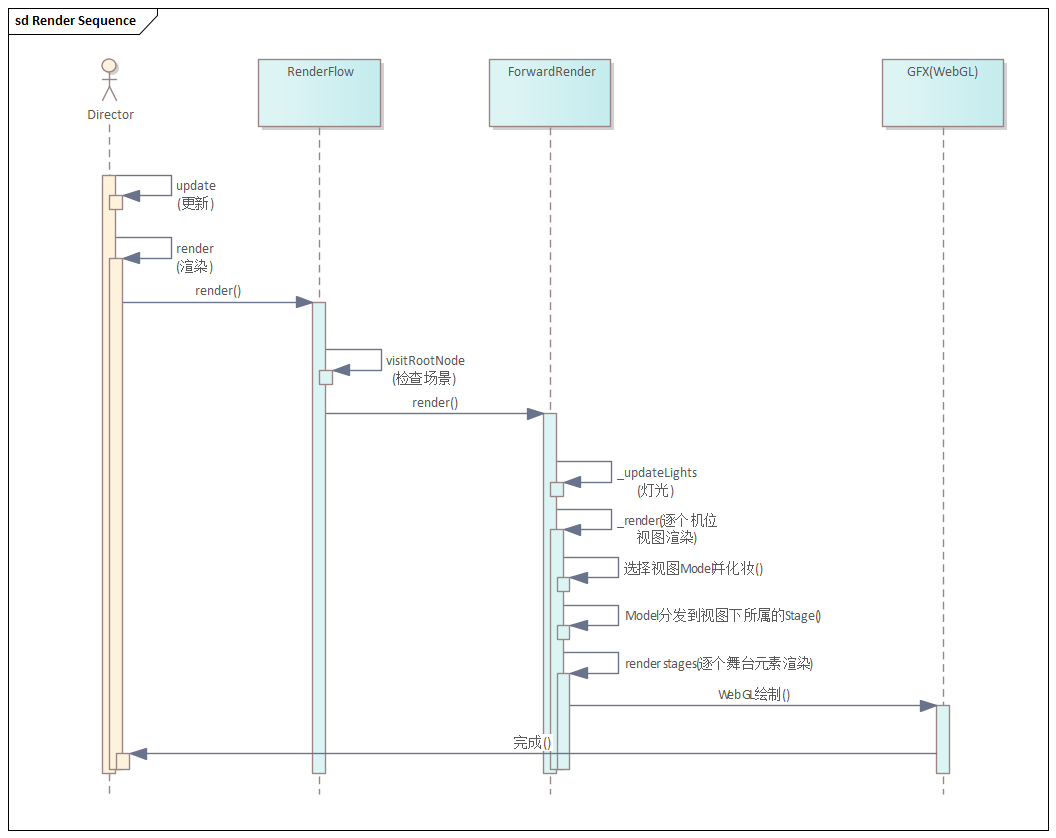 sd Render Sequence
Director
RenderFlow
ForwardRender
GFX(WebGL)
update
(更新)
render
(渲染)
render()
visitRootNode
(检查场景)
render()
_updateLights
(灯光)
_render(逐个机位
视图渲染)
选择视图Model并化妆()
Model分发到视图下所属的Stage()
render stages(逐个舞台元素渲染)
WebGL绘制()
完成()